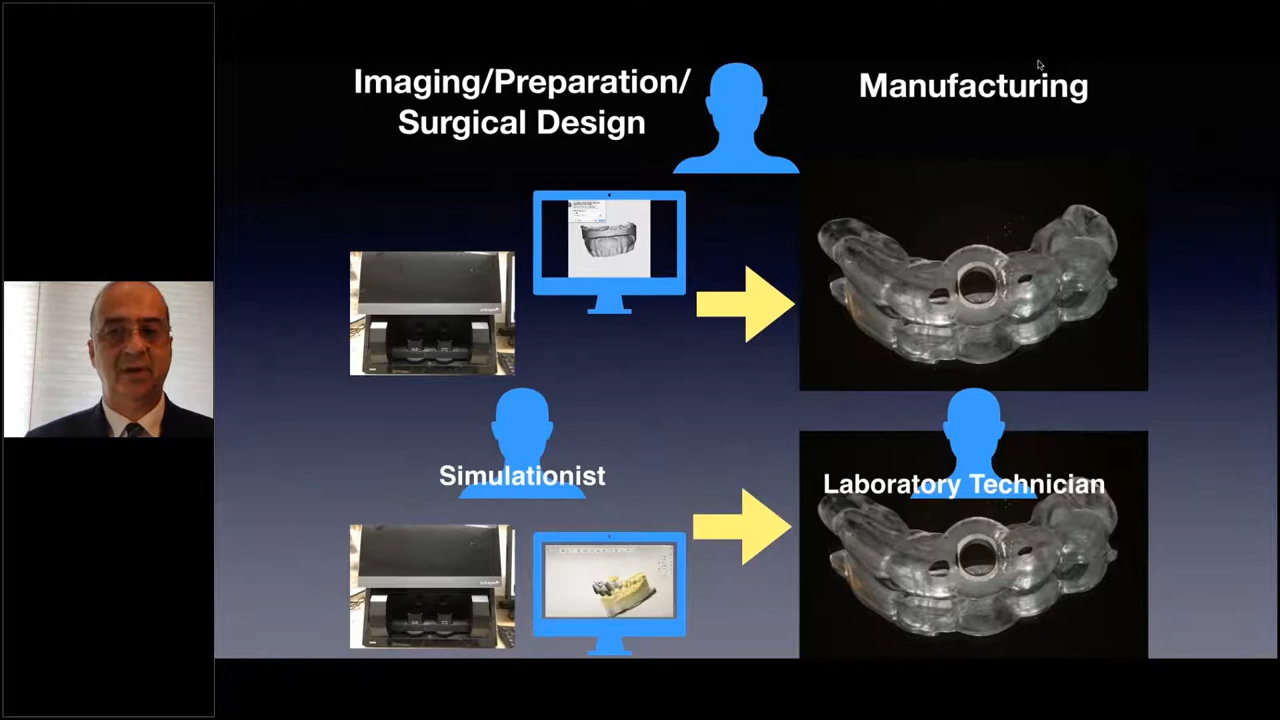 Imaging/Preparation/
Surgical Design
Manufacturing
Simulationist
Laboratory Technician